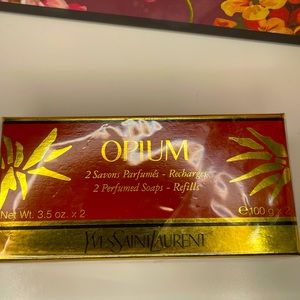 OPIUM
2 Savons Parfumés - Recharges
2 Perfumed Soaps - Refills
Net Wt. 3.5 oz. x 2 ℮ 100 g x 2
YVES SAINT LAURENT